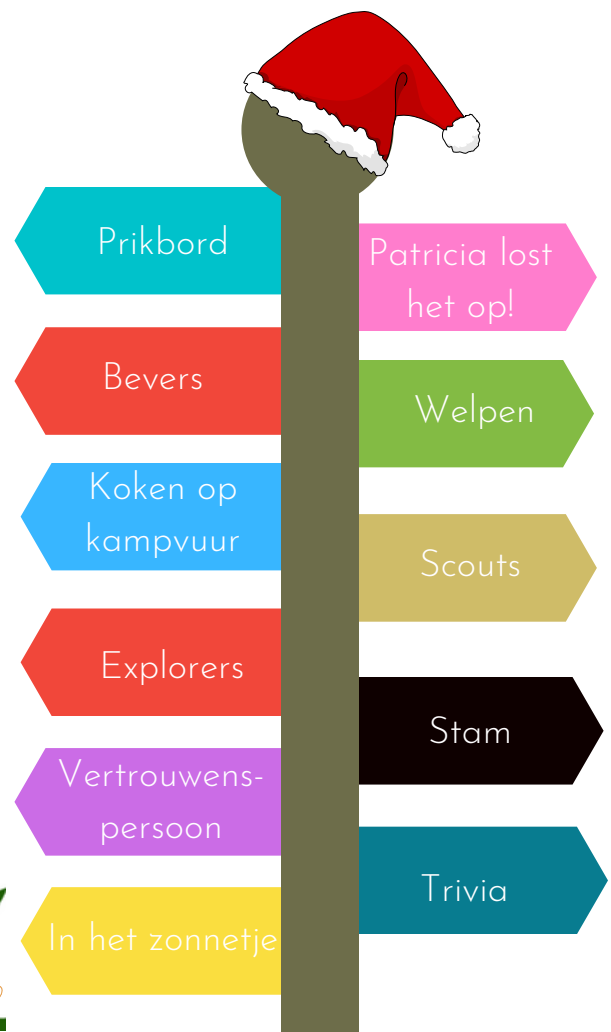 Prikbord
Patricia lost
het op!
Bevers
Welpen
Koken op
kampvuur
Scouts
Explorers
Stam
Vertrouwens-
persoon
Trivia
In het zonnetje